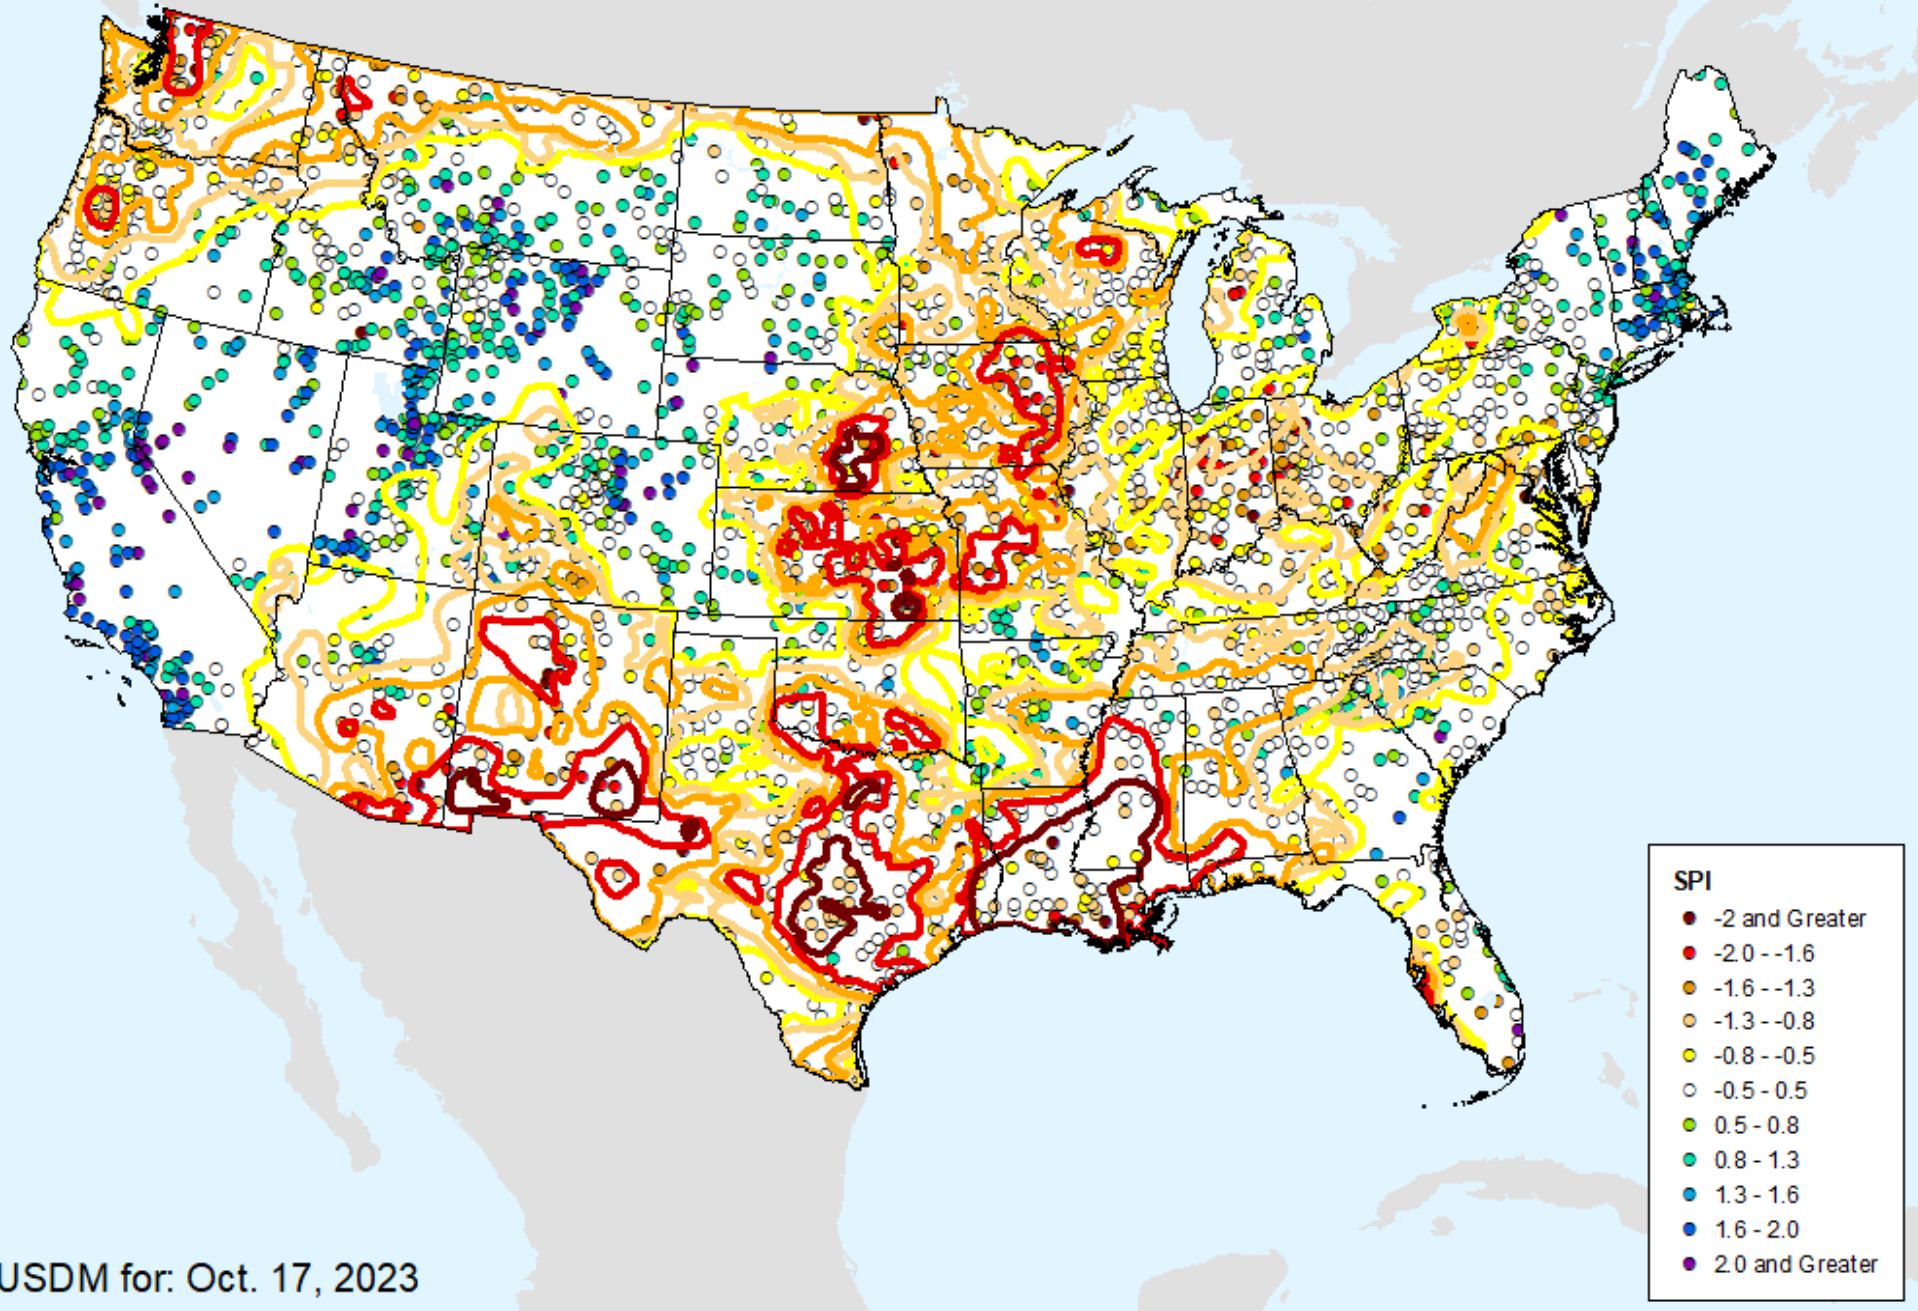 SPI
-2 and Greater
-2.0 - -1.6
-1.6 - -1.3
-1.3 - -0.8
-0.8 - -0.5
-0.5 - 0.5
0.5 - 0.8
0.8 - 1.3
1.3 - 1.6
1.6 - 2.0
2.0 and Greater
USDM for: Oct. 17, 2023